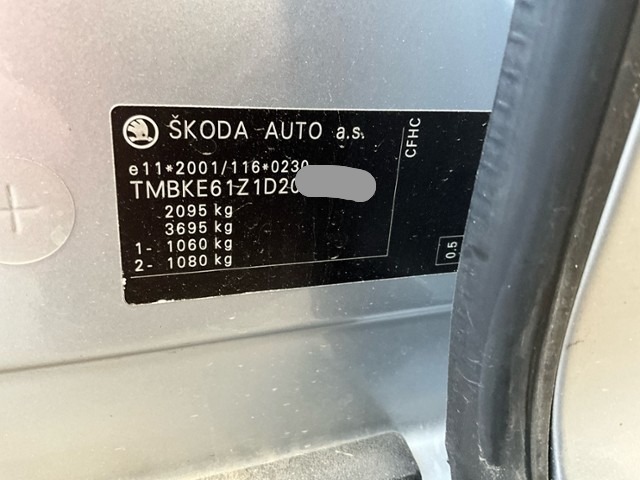 ŠKODA AUTO a.s.
CFHC
e11*2001/116*0230
TMBKE61Z1D20
2095 kg
3695 kg
1- 1060 kg
2- 1080 kg
0.5